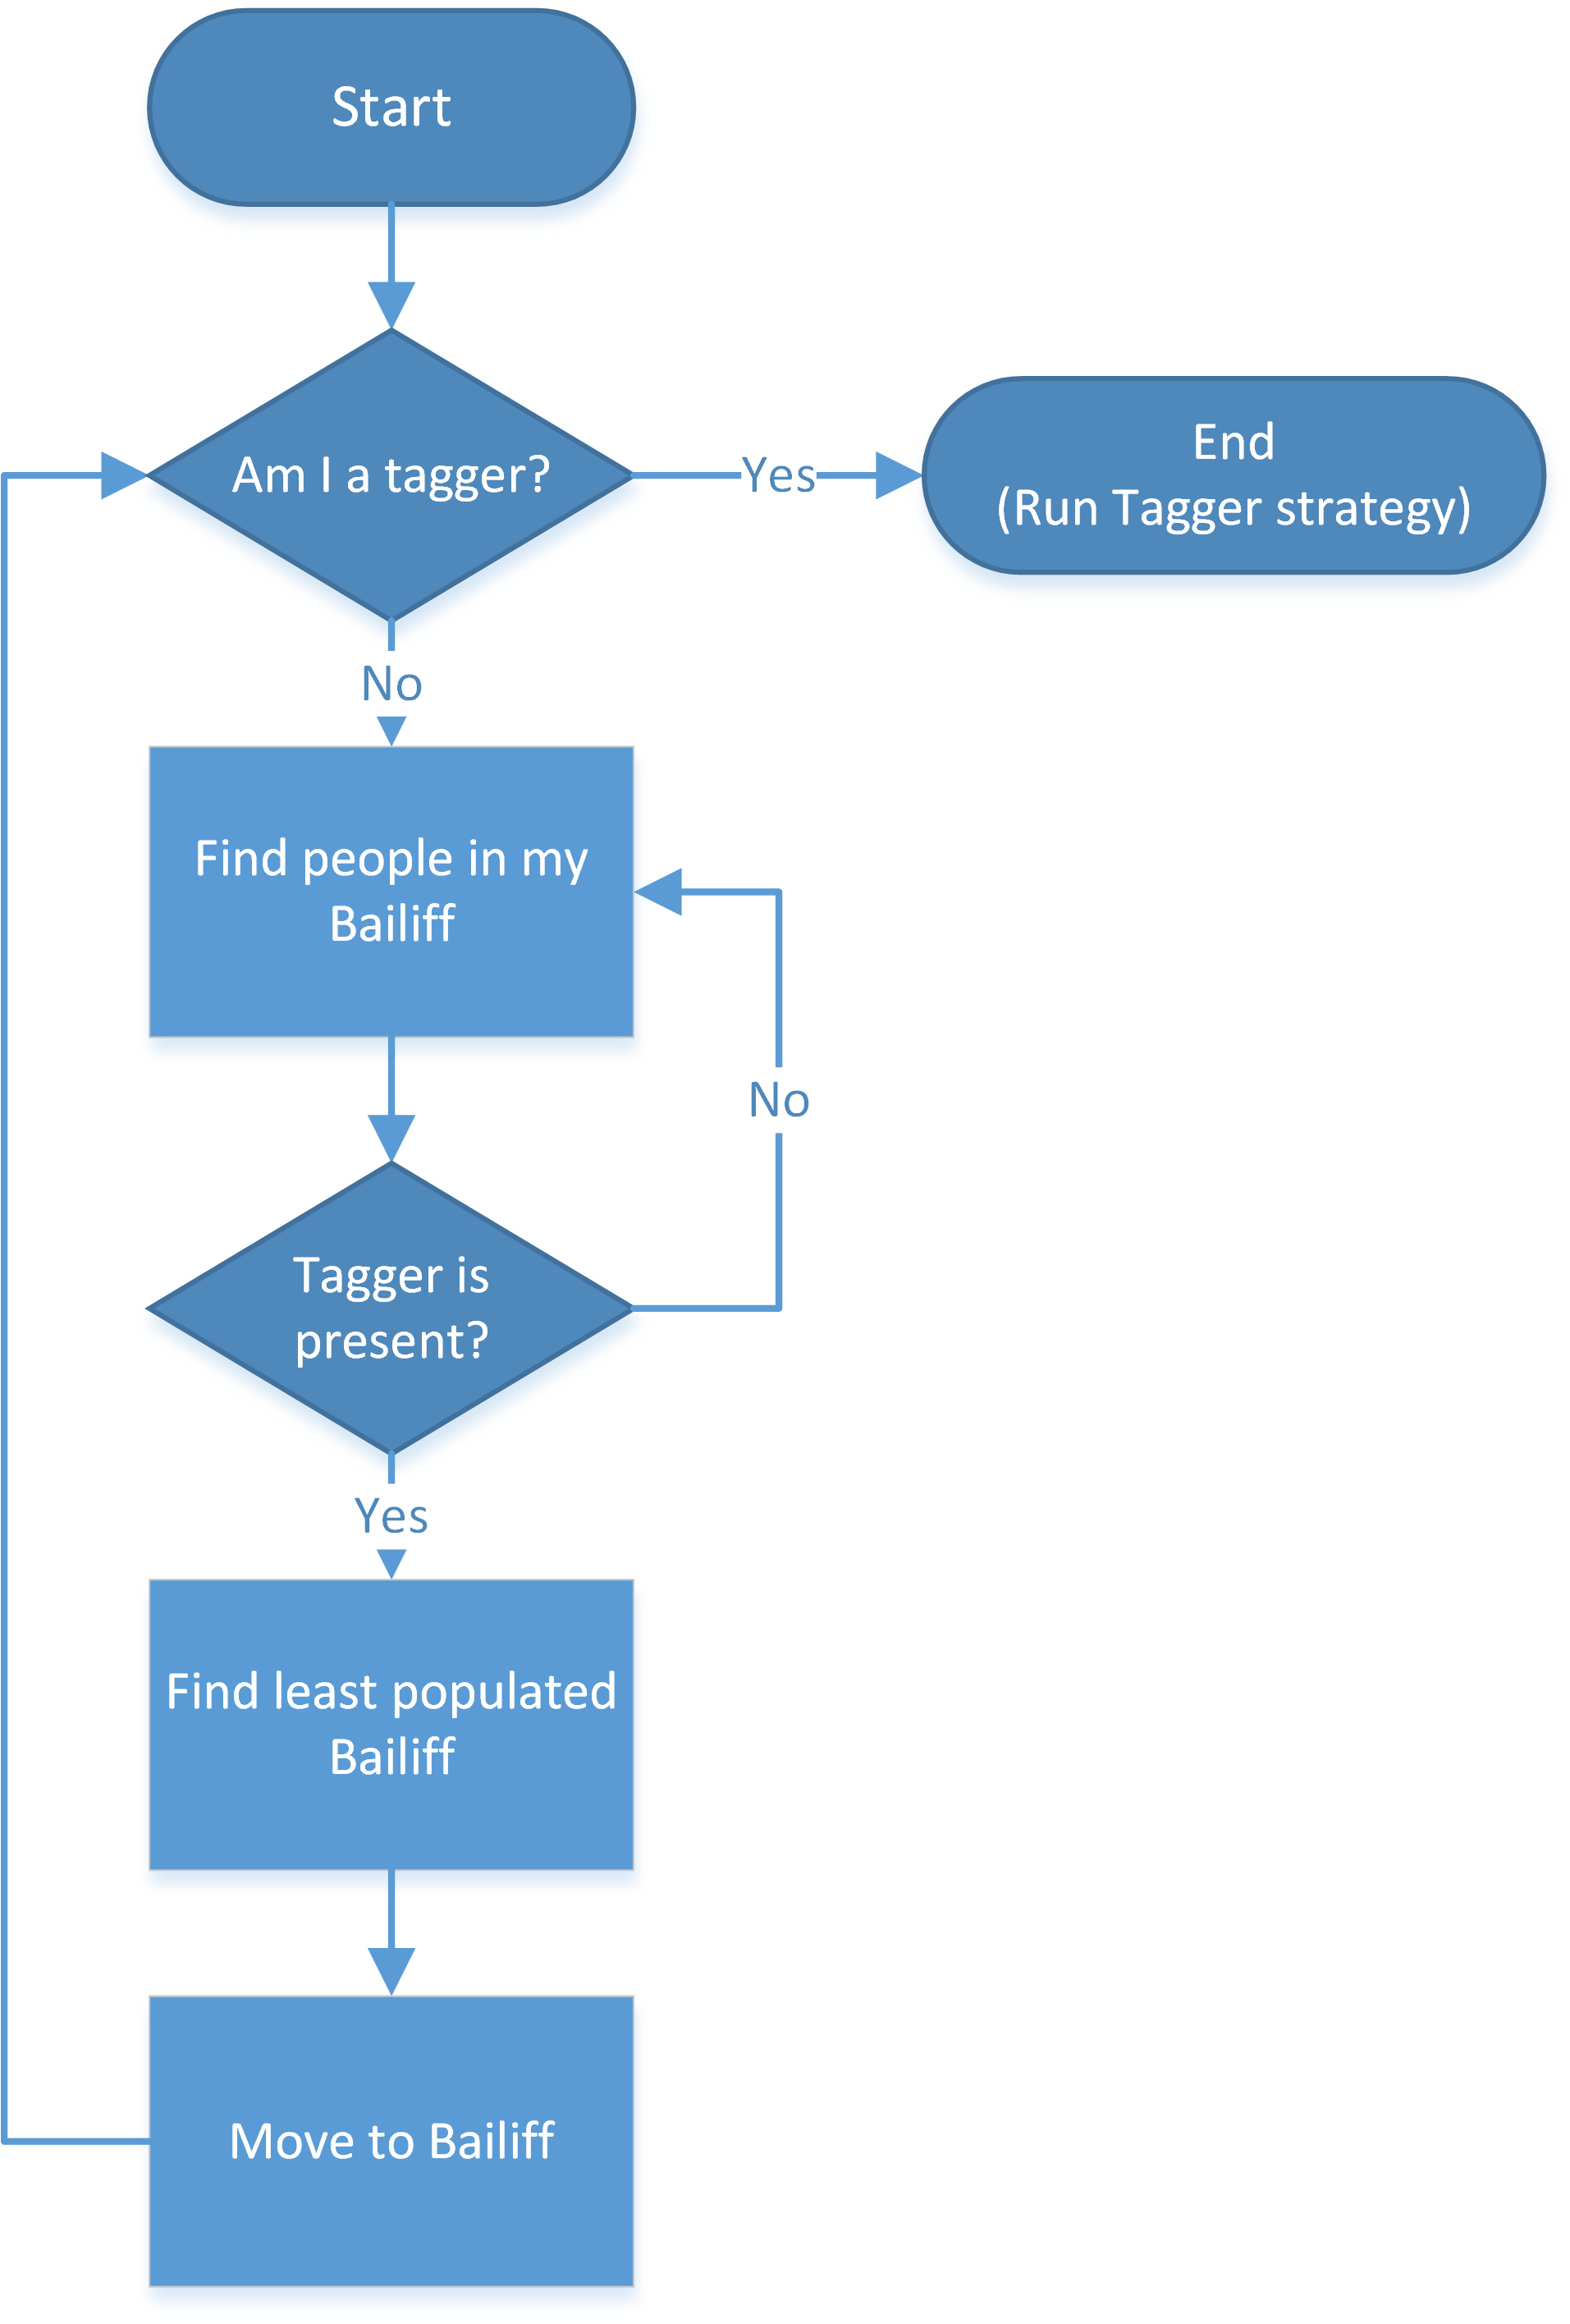 Start
Am I a tagger?
Yes
End
(Run Tagger strategy)
No
Find people in my
Bailiff
No
Tagger is
present?
Yes
Find least populated
Bailiff
Move to Bailiff